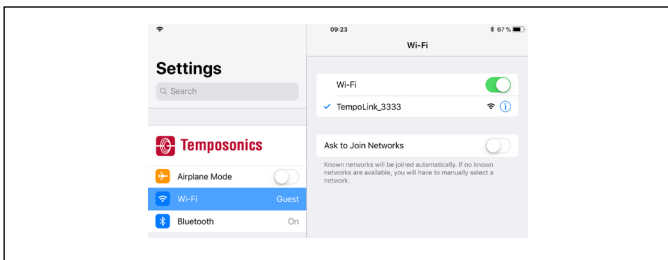 09:23
67 %
Wi-Fi
Settings
Search
Temposonics
Airplane Mode
Wi-Fi Guest
Bluetooth On
Wi-Fi
TempoLink_3333
Ask to Join Networks
Known networks will be joined automatically. If no known
networks are available, you will have to manually select a
network.